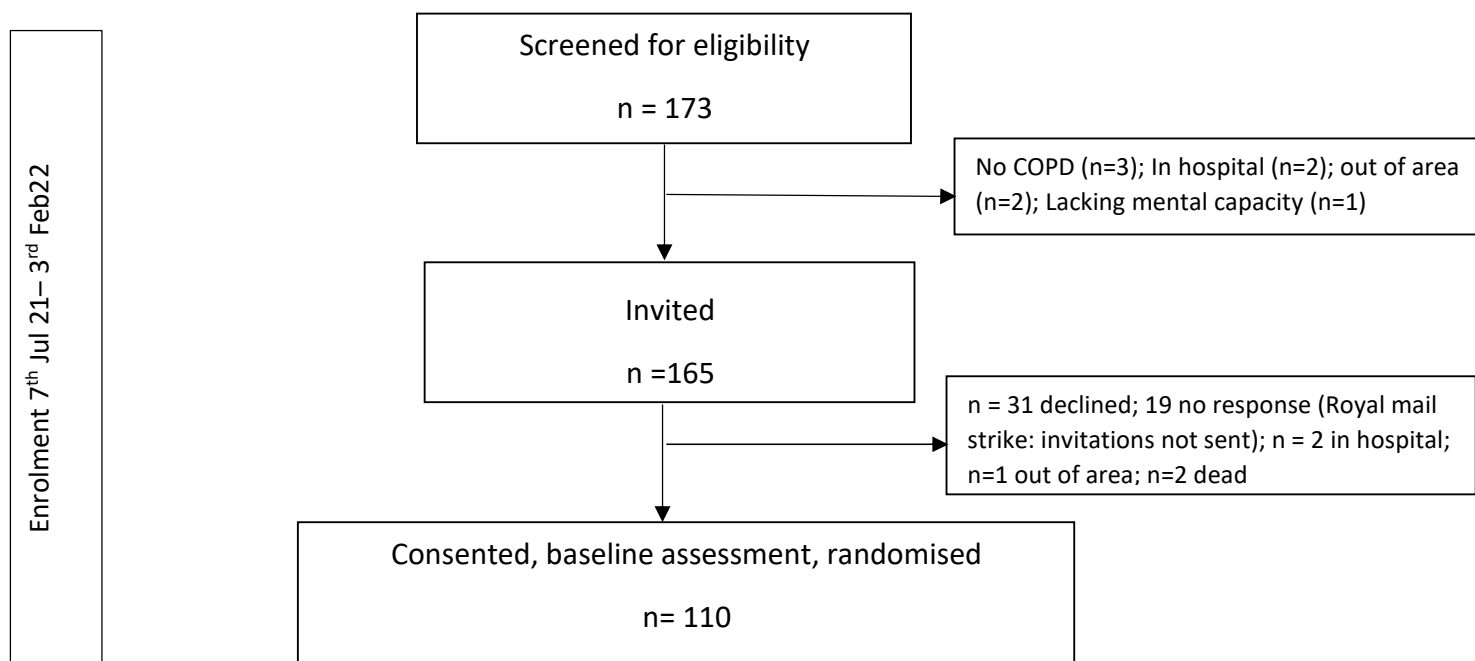 Enrolment 7th Jul 21– 3rd Feb22
Screened for eligibility
n = 173
No COPD (n=3); In hospital (n=2); out of area
(n=2); Lacking mental capacity (n=1)
Invited
n =165
n = 31 declined; 19 no response (Royal mail
strike: invitations not sent); n = 2 in hospital;
n=1 out of area; n=2 dead
Consented, baseline assessment, randomised
n= 110